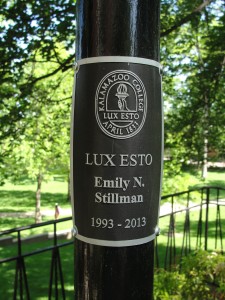 KALAMAZOO COLLEGE
LUX ESTO
APRIL 1833
LUX ESTO
Emily N.
Stillman
1993 - 2013